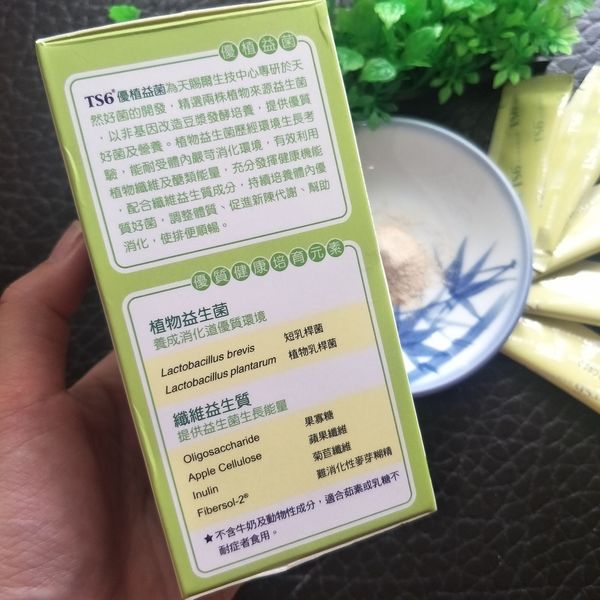 優植益菌
TS6®優植益菌為天賜爾生技中心專研於天
然好菌的開發，精選兩株植物來源益生菌
，以非基因改造豆漿發酵培養，提供優質
好菌及營養。植物益生菌歷經環境生長考
驗，能耐受體內嚴苛消化環境，有效利用
植物纖維及醣類能量，充分發揮健康機能
，配合纖維益生質成分，持續培養體內優
質好菌，調整體質、促進新陳代謝、幫助
消化，使排便順暢。
優質健康培育元素
植物益生菌
養成消化道優質環境
Lactobacillus brevis 短乳桿菌
Lactobacillus plantarum 植物乳桿菌
纖維益生質
提供益生菌生長能量
Oligosaccharide 果寡糖
Apple Cellulose 蘋果纖維
Inulin 菊苣纖維
Fibersol-2® 難消化性麥芽糊精
★不含牛奶及動物性成分，適合茹素或乳糖不
耐症者食用。
TS6